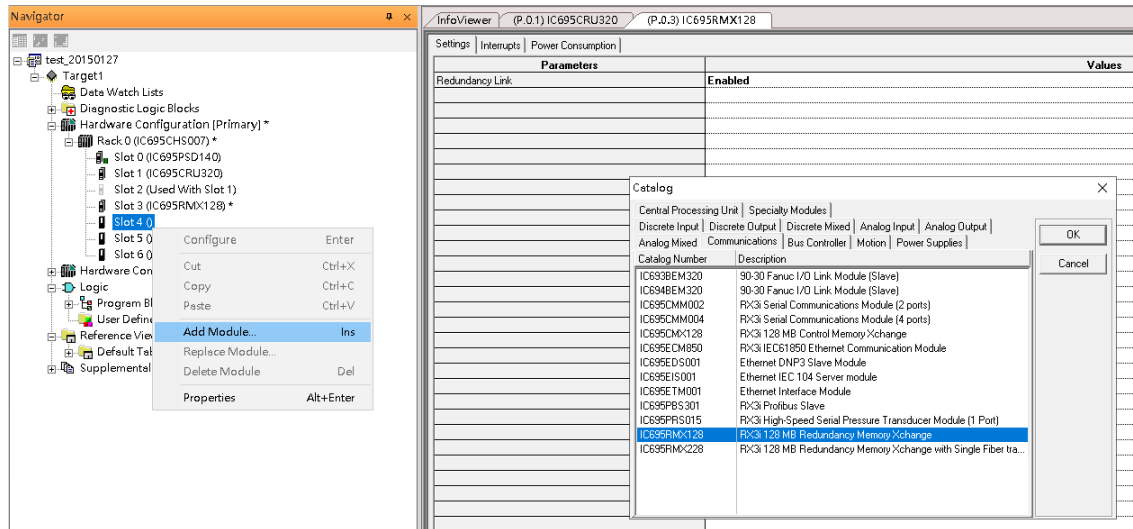 Navigator
test_20150127
Target1
Data Watch Lists
Diagnostic Logic Blocks
Hardware Configuration [Primary] *
Rack 0 (IC695CHS007) *
Slot 0 (IC695PSD140)
Slot 1 (IC695CRU320)
Slot 2 (Used With Slot 1)
Slot 3 (IC695RMX128) *
Slot 4 ()
Slot 5 ()
Slot 6 ()
Hardware Con
Logic
Program Bl
User Define
Reference View
Default Tab
Supplemental
Configure Enter
Cut Ctrl+X
Copy Ctrl+C
Paste Ctrl+V
Add Module... Ins
Replace Module...
Delete Module Del
Properties Alt+Enter
InfoViewer (P.0.1) IC695CRU320 (P.0.3) IC695RMX128
Settings Interrupts Power Consumption
Parameters Values
Redundancy Link Enabled
Catalog
Central Processing Unit Specialty Modules
Discrete Input Discrete Output Discrete Mixed Analog Input Analog Output
Analog Mixed Communications Bus Controller Motion Power Supplies
Catalog Number Description
IC693BEM320 90-30 Fanuc I/O Link Module (Slave)
IC694BEM320 90-30 Fanuc I/O Link Module (Slave)
IC695CMM002 RX3i Serial Communications Module (2 ports)
IC695CMM004 RX3i Serial Communications Module (4 ports)
IC695CMX128 RX3i 128 MB Control Memory Xchange
IC695ECM850 RX3i IEC61850 Ethernet Communication Module
IC695EDS001 Ethernet DNP3 Slave Module
IC695EIS001 Ethernet IEC 104 Server module
IC695ETM001 Ethernet Interface Module
IC695PBS301 RX3i Profibus Slave
IC695PRS015 RX3i High-Speed Serial Pressure Transducer Module (1 Port)
IC695RMX128 RX3i 128 MB Redundancy Memory Xchange
IC695RMX228 RX3i 128 MB Redundancy Memory Xchange with Single Fiber tra...
OK
Cancel